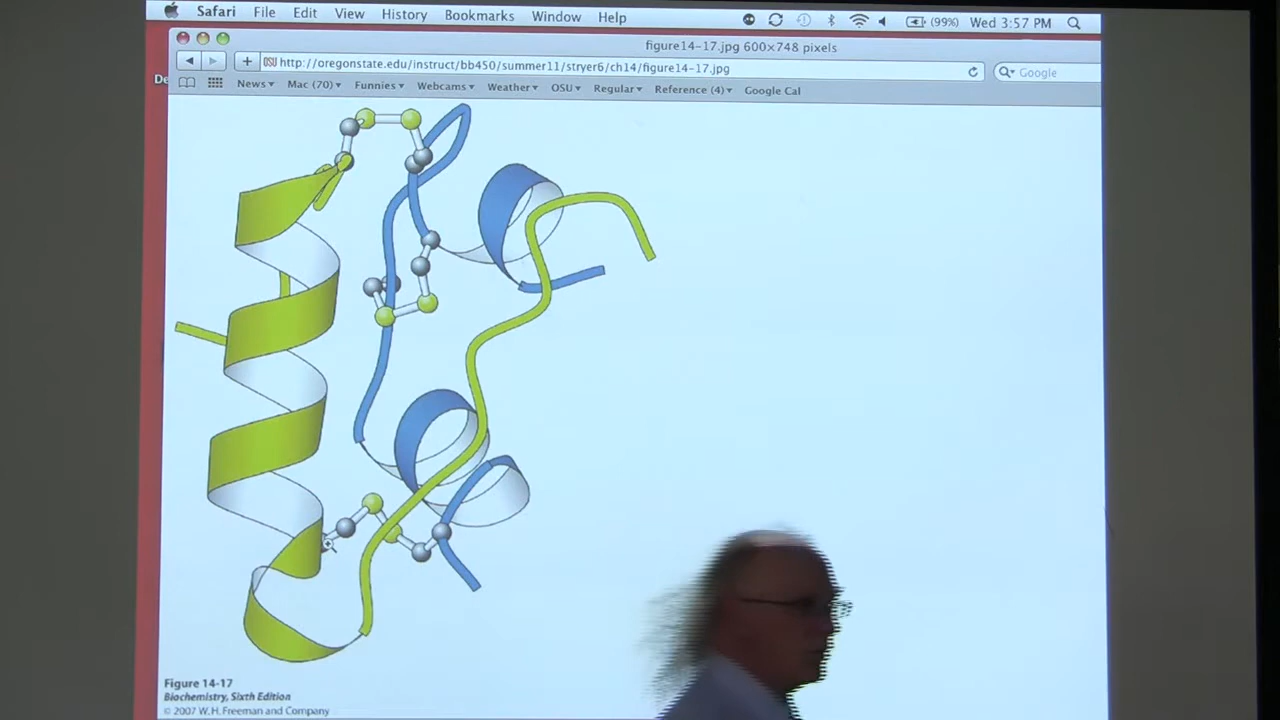 Safari File Edit View History Bookmarks Window Help (99%) Wed 3:57 PM
figure14-17.jpg 600×748 pixels
OSU http://oregonstate.edu/instruct/bb450/summer11/stryer6/ch14/figure14-17.jpg Google
De
News Mac (70) Funnies Webcams Weather OSU Regular Reference (4) Google Cal
Figure 14-17
Biochemistry, Sixth Edition
© 2007 W.H. Freeman and Company